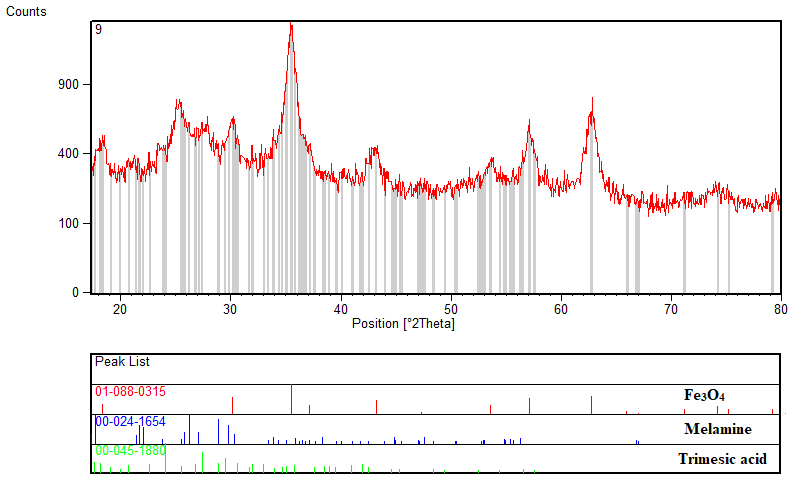 Counts
9
900
400
100
0
20 30 40 50 60 70 80
Position [°2Theta]
Peak List
01-088-0315 Fe₃O₄
00-024-1654 Melamine
00-045-1880 Trimesic acid